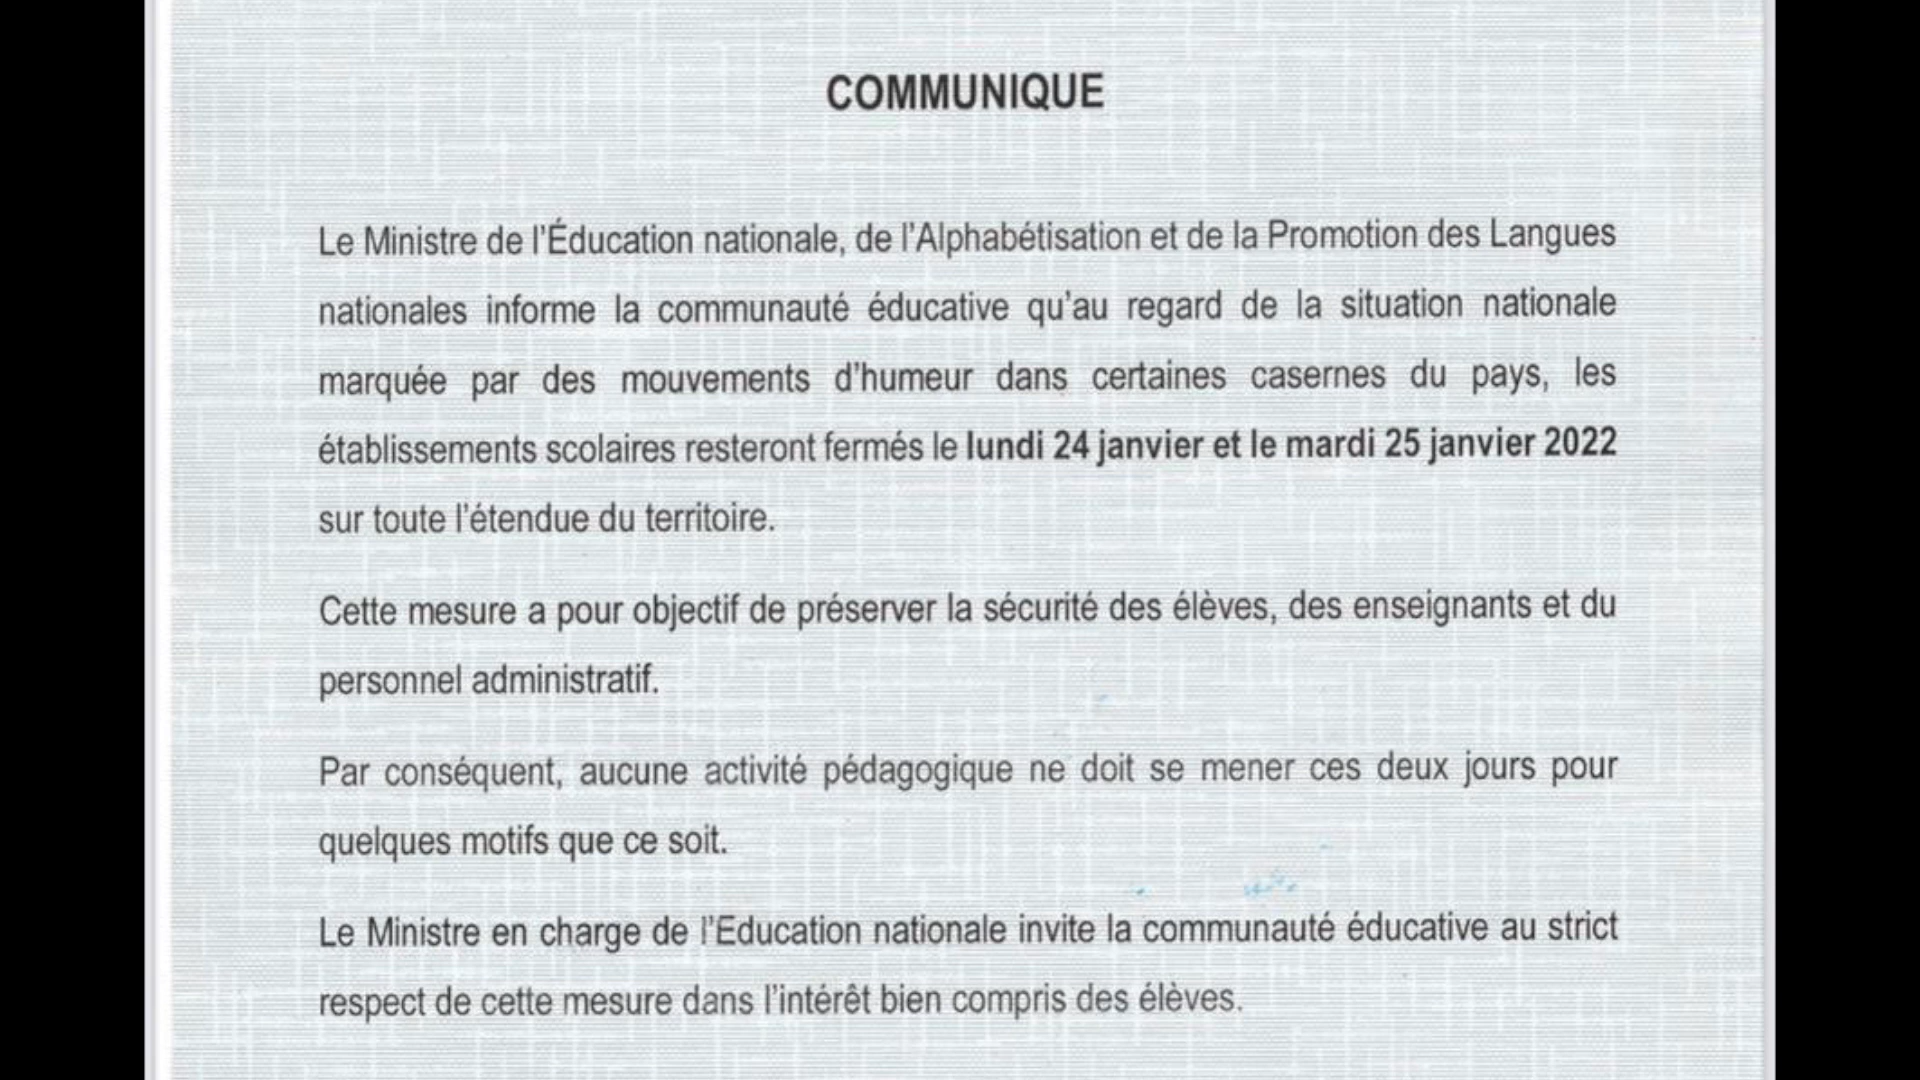 COMMUNIQUE
Le Ministre de l'Éducation nationale, de l'Alphabétisation et de la Promotion des Langues
nationales informe la communauté éducative qu'au regard de la situation nationale
marquée par des mouvements d'humeur dans certaines casernes du pays, les
établissements scolaires resteront fermés le lundi 24 janvier et le mardi 25 janvier 2022
sur toute l'étendue du territoire.
Cette mesure a pour objectif de préserver la sécurité des élèves, des enseignants et du
personnel administratif.
Par conséquent, aucune activité pédagogique ne doit se mener ces deux jours pour
quelques motifs que ce soit.
Le Ministre en charge de l'Education nationale invite la communauté éducative au strict
respect de cette mesure dans l'intérêt bien compris des élèves.